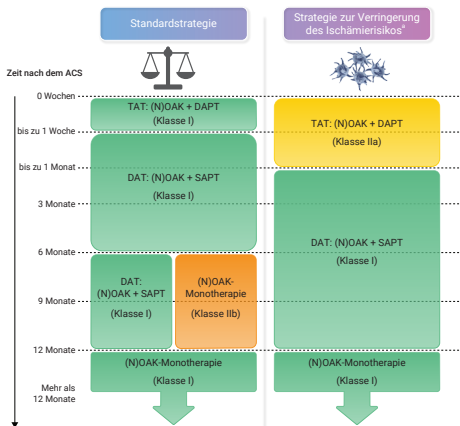 Standardstrategie
Strategie zur Verringerung
des Ischämierisikos*
Zeit nach dem ACS
0 Wochen
TAT: (N)OAK + DAPT
(Klasse I)
TAT: (N)OAK + DAPT
(Klasse IIa)
bis zu 1 Woche
bis zu 1 Monat
DAT: (N)OAK + SAPT
(Klasse I)
3 Monate
DAT: (N)OAK + SAPT
(Klasse I)
6 Monate
DAT:
(N)OAK + SAPT
(Klasse I)
(N)OAK-
Monotherapie
(Klasse IIb)
9 Monate
12 Monate
(N)OAK-Monotherapie
(Klasse I)
(N)OAK-Monotherapie
(Klasse I)
Mehr als
12 Monate